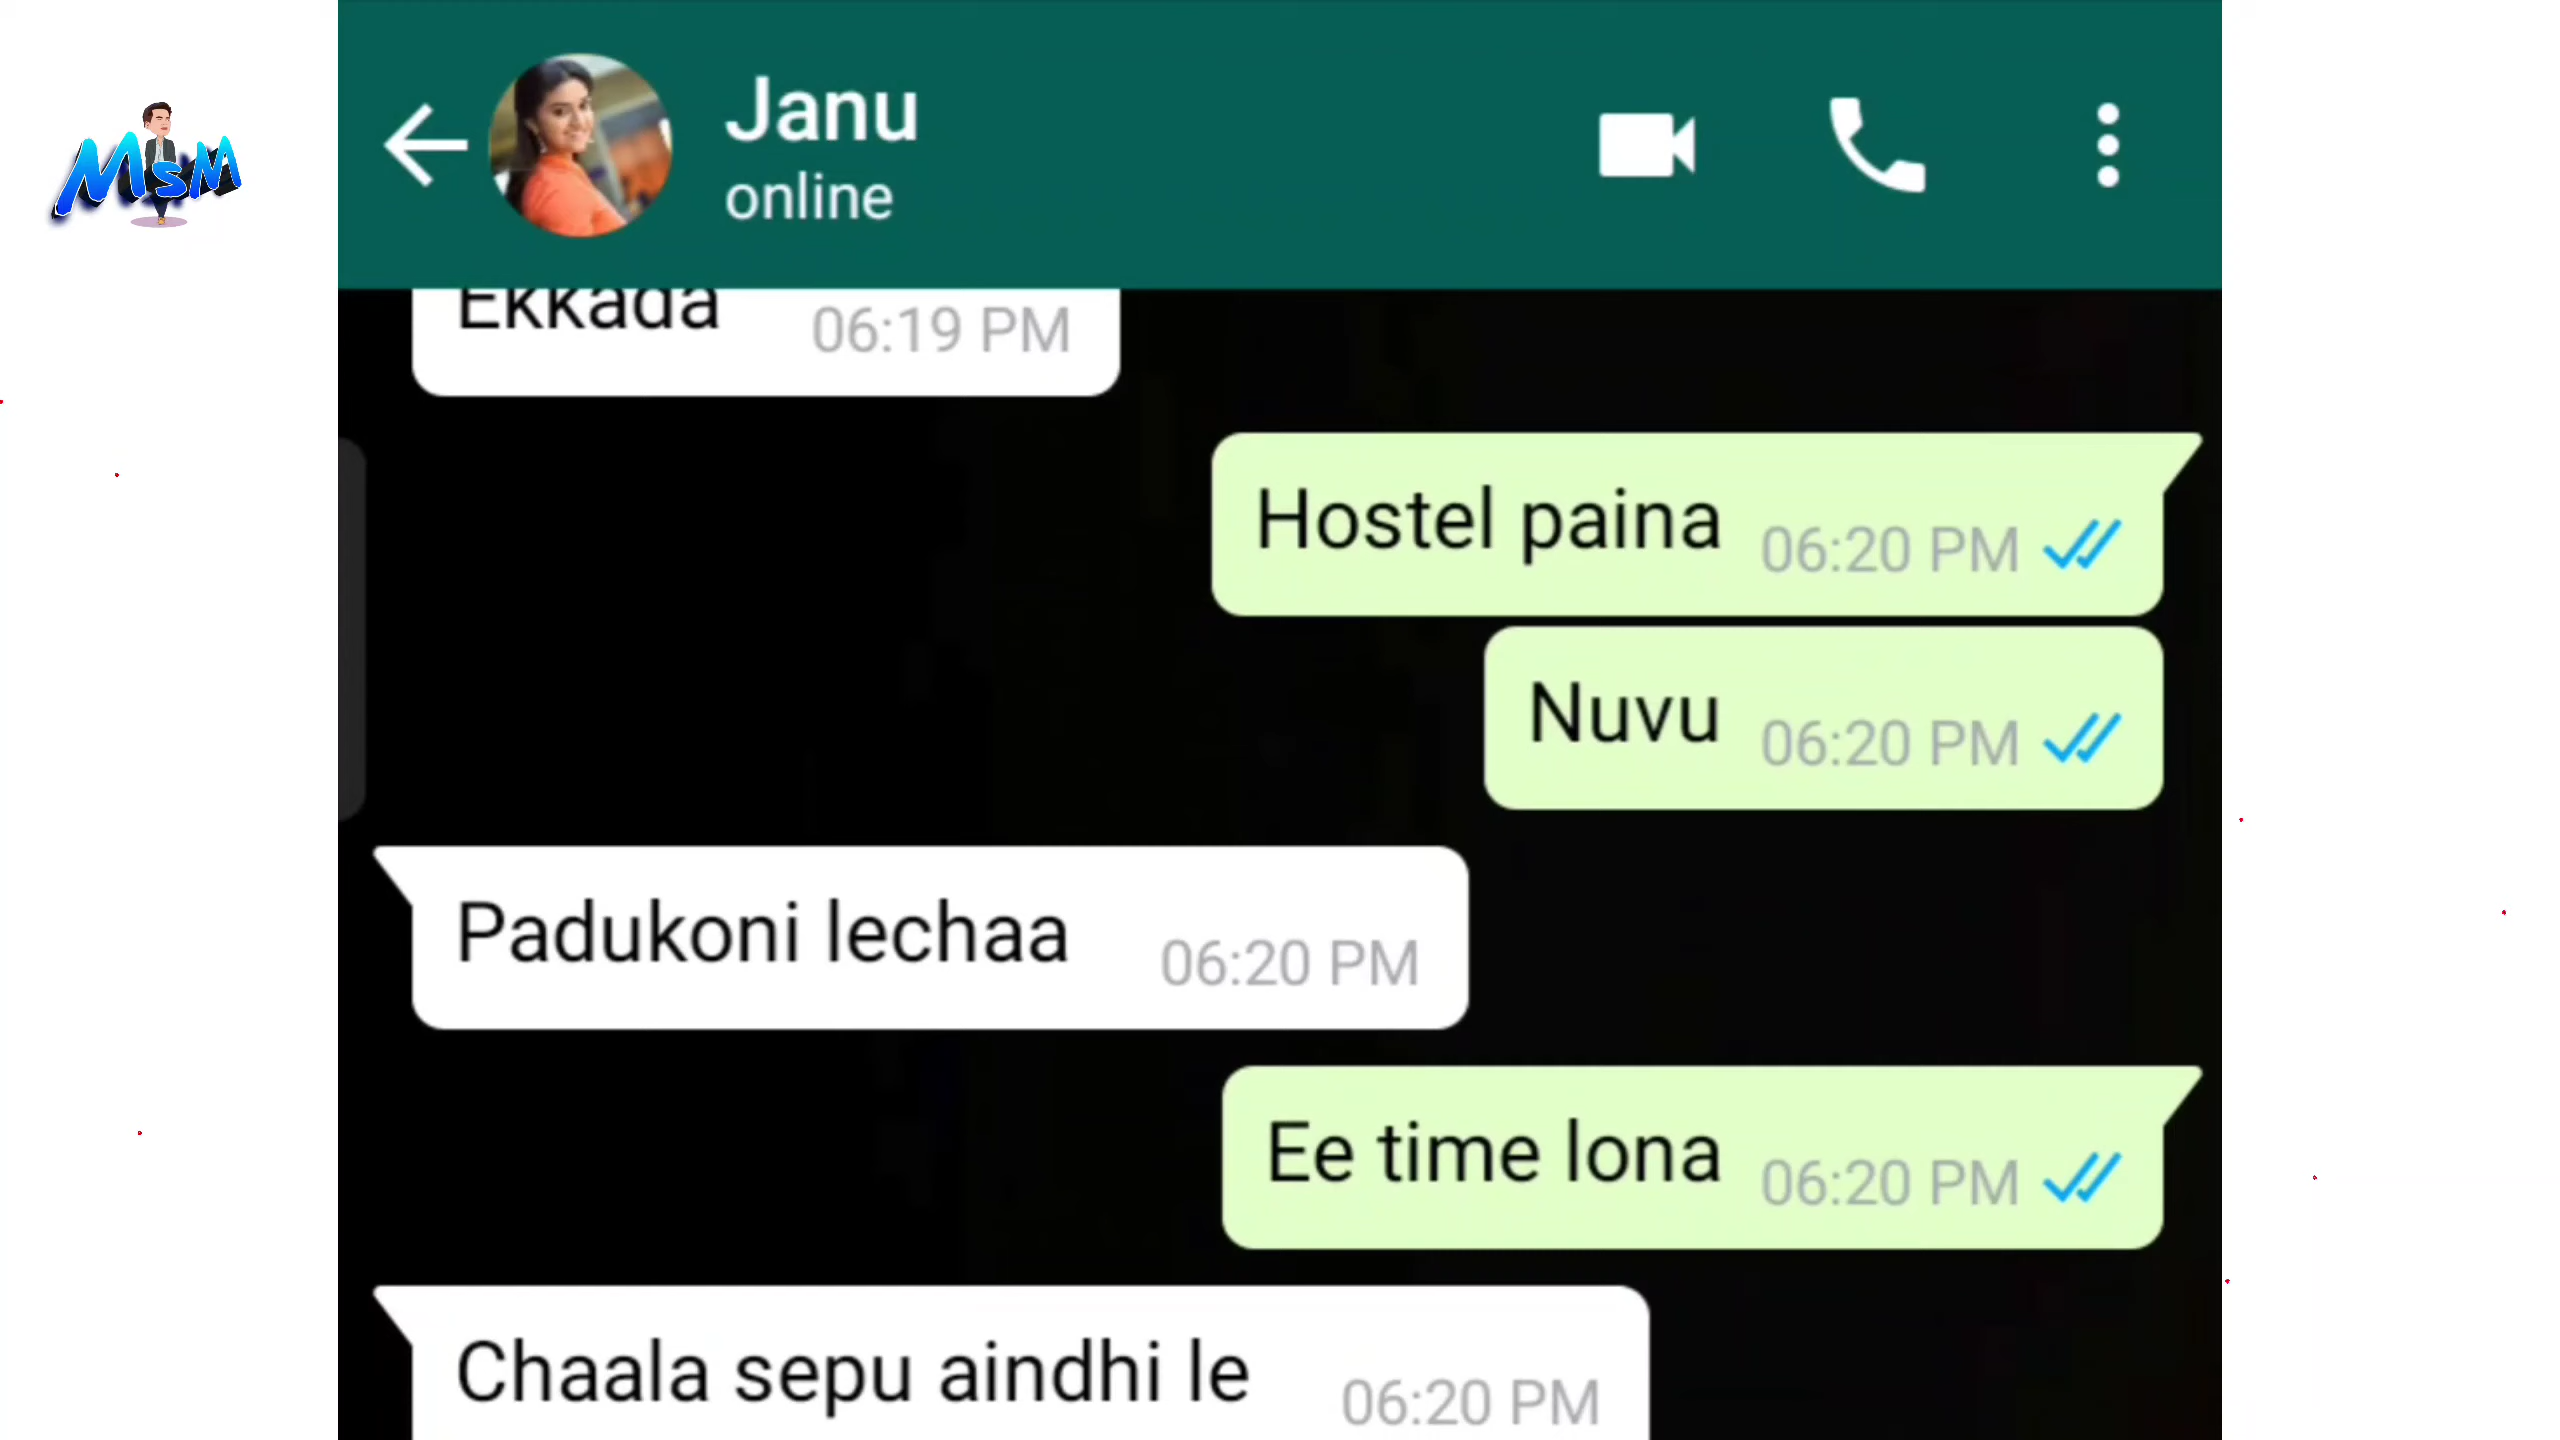 MsM
Janu
online
Ekkada 06:19 PM
Hostel paina 06:20 PM
Nuvu 06:20 PM
Padukoni lechaa 06:20 PM
Ee time lona 06:20 PM
Chaala sepu aindhi le 06:20 PM